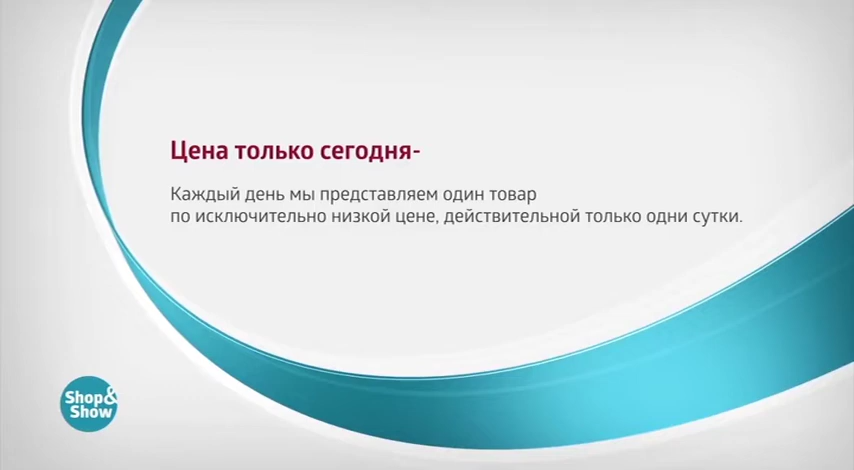 Цена только сегодня-
Каждый день мы представляем один товар
по исключительно низкой цене, действительной только одни сутки.
Shop&
Show